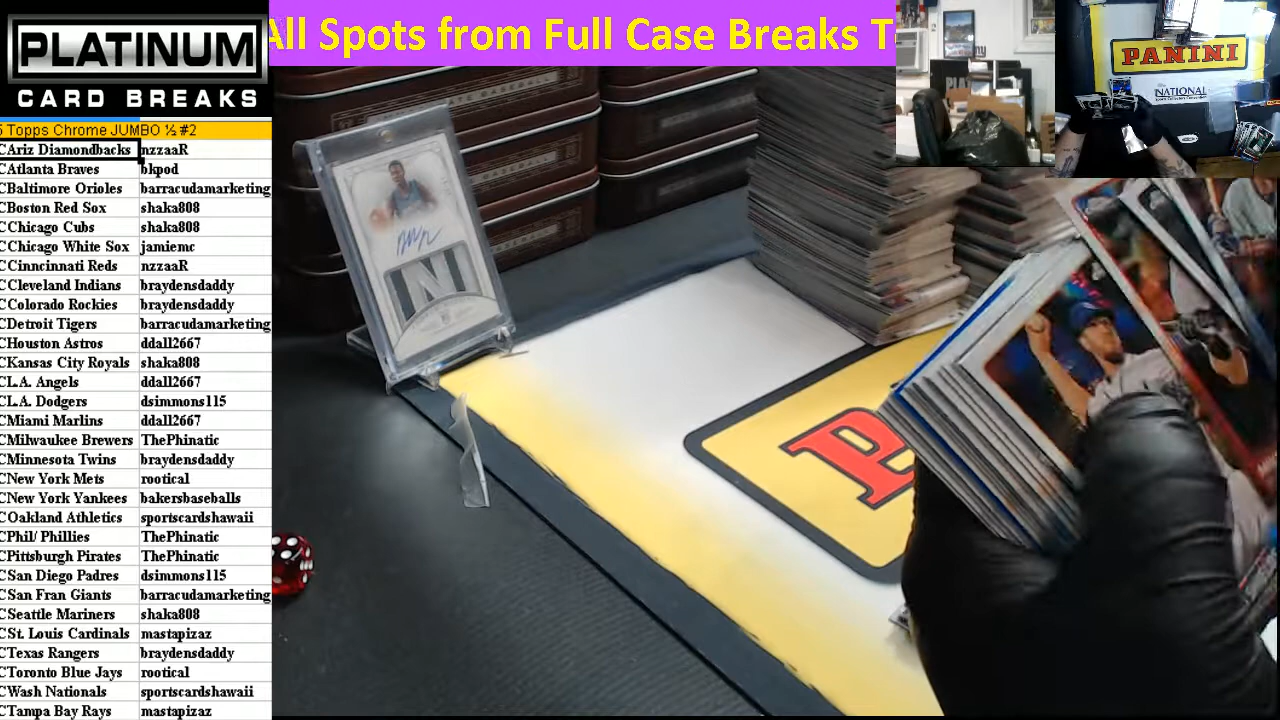 All Spots from Full Case Breaks T
PLATINUM
CARD BREAKS
5 Topps Chrome JUMBO ½ #2
CAriz Diamondbacks nzzaaR
CAtlanta Braves bkpod
CBaltimore Orioles barracudamarketing
CBoston Red Sox shaka808
CChicago Cubs shaka808
CChicago White Sox jamiemc
CCinncinnati Reds nzzaaR
CCleveland Indians braydensdaddy
CColorado Rockies braydensdaddy
CDetroit Tigers barracudamarketing
CHouston Astros ddall2667
CKansas City Royals shaka808
CL.A. Angels ddall2667
CL.A. Dodgers dsimmons115
CMiami Marlins ddall2667
CMilwaukee Brewers ThePhinatic
CMinnesota Twins braydensdaddy
CNew York Mets rootical
CNew York Yankees bakersbaseballs
COakland Athletics sportcardshawaii
CPhil/ Phillies ThePhinatic
CPittsburgh Pirates ThePhinatic
CSan Diego Padres dsimmons115
CSan Fran Giants barracudamarketing
CSeattle Mariners shaka808
CSt. Louis Cardinals mastapizaz
CTexas Rangers braydensdaddy
CToronto Blue Jays rootical
CWash Nationals sportscardshawaii
CTampa Bay Rays mastapizaz
PANINI
NATIONAL
N
P